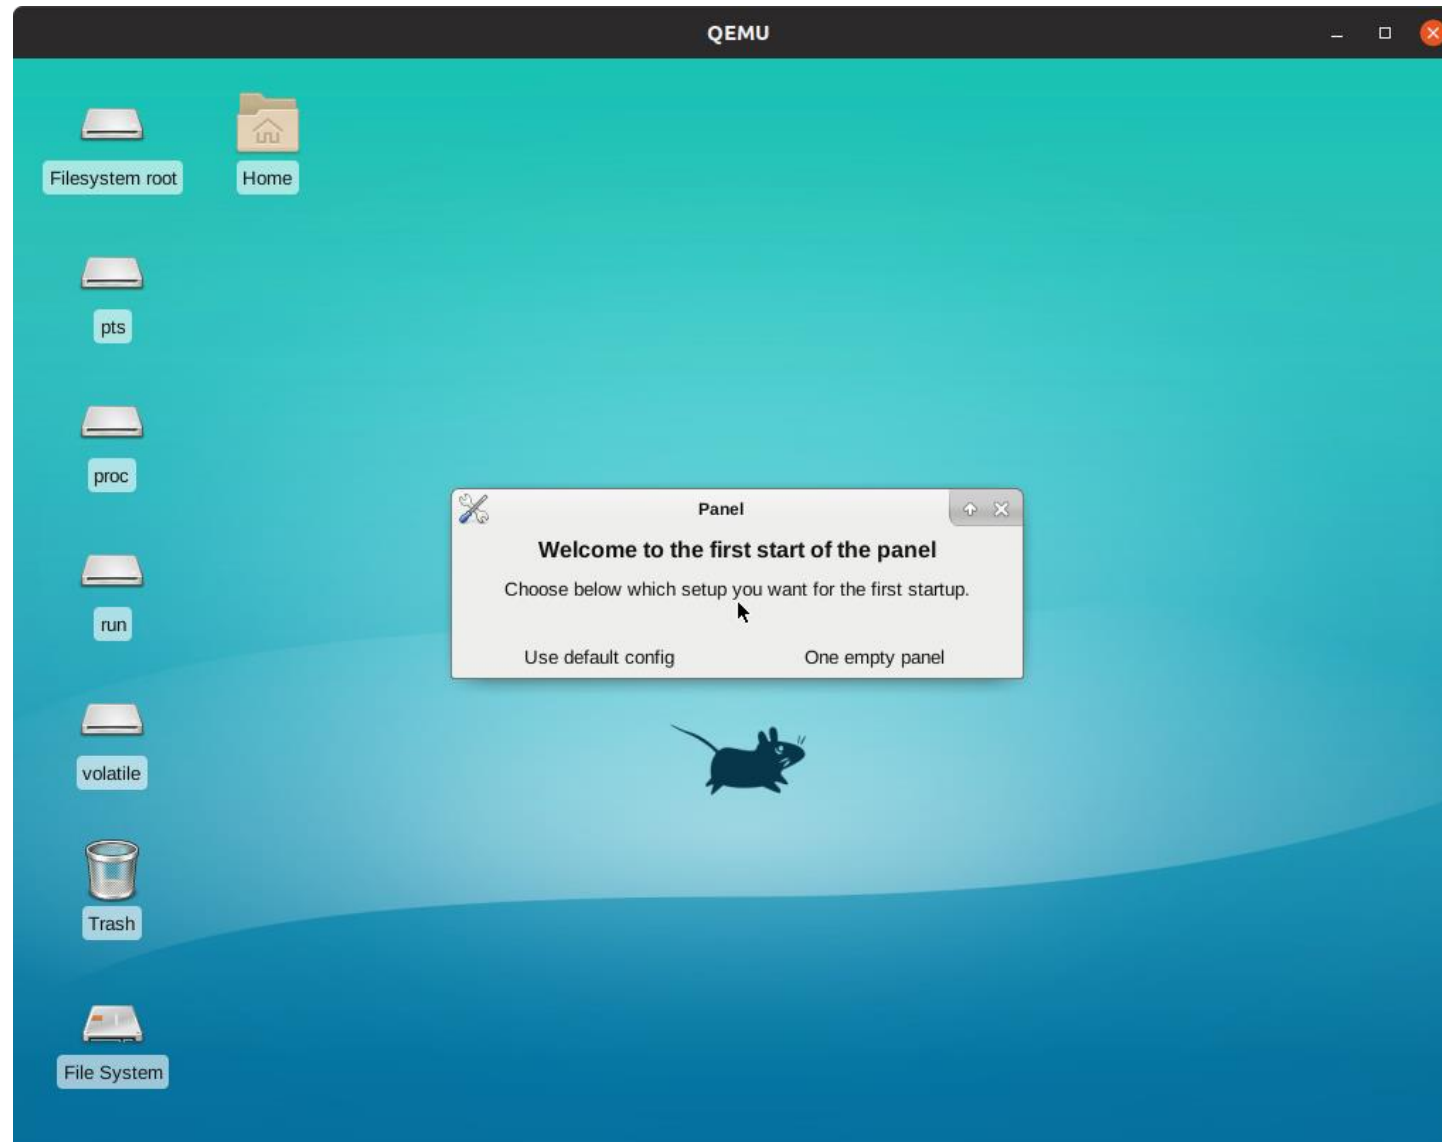 QEMU
Filesystem root
Home
pts
proc
Panel
Welcome to the first start of the panel
Choose below which setup you want for the first startup.
Use default config
One empty panel
run
volatile
Trash
File System